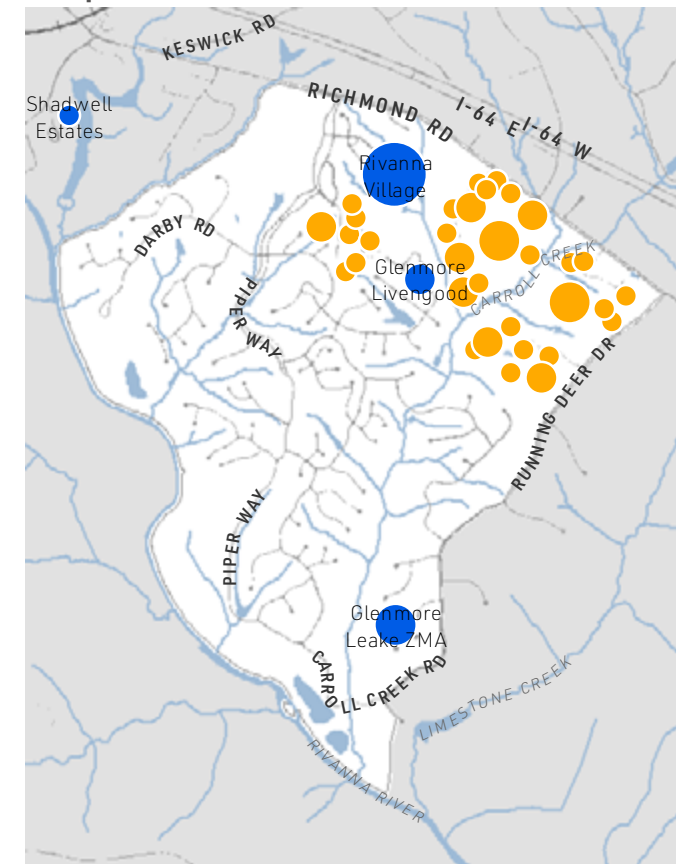 KESWICK RD
Shadwell
Estates
RICHMOND RD
I-64 E
I-64 W
Rivanna
Village
DARBY RD
CARROLL CREEK
Glenmore
Livengood
PIPER WAY
RUNNING DEER DR
PIPER WAY
Glenmore
Leake ZMA
CARROLL CREEK RD
LIMESTONE CREEK
RIVANNA RIVER